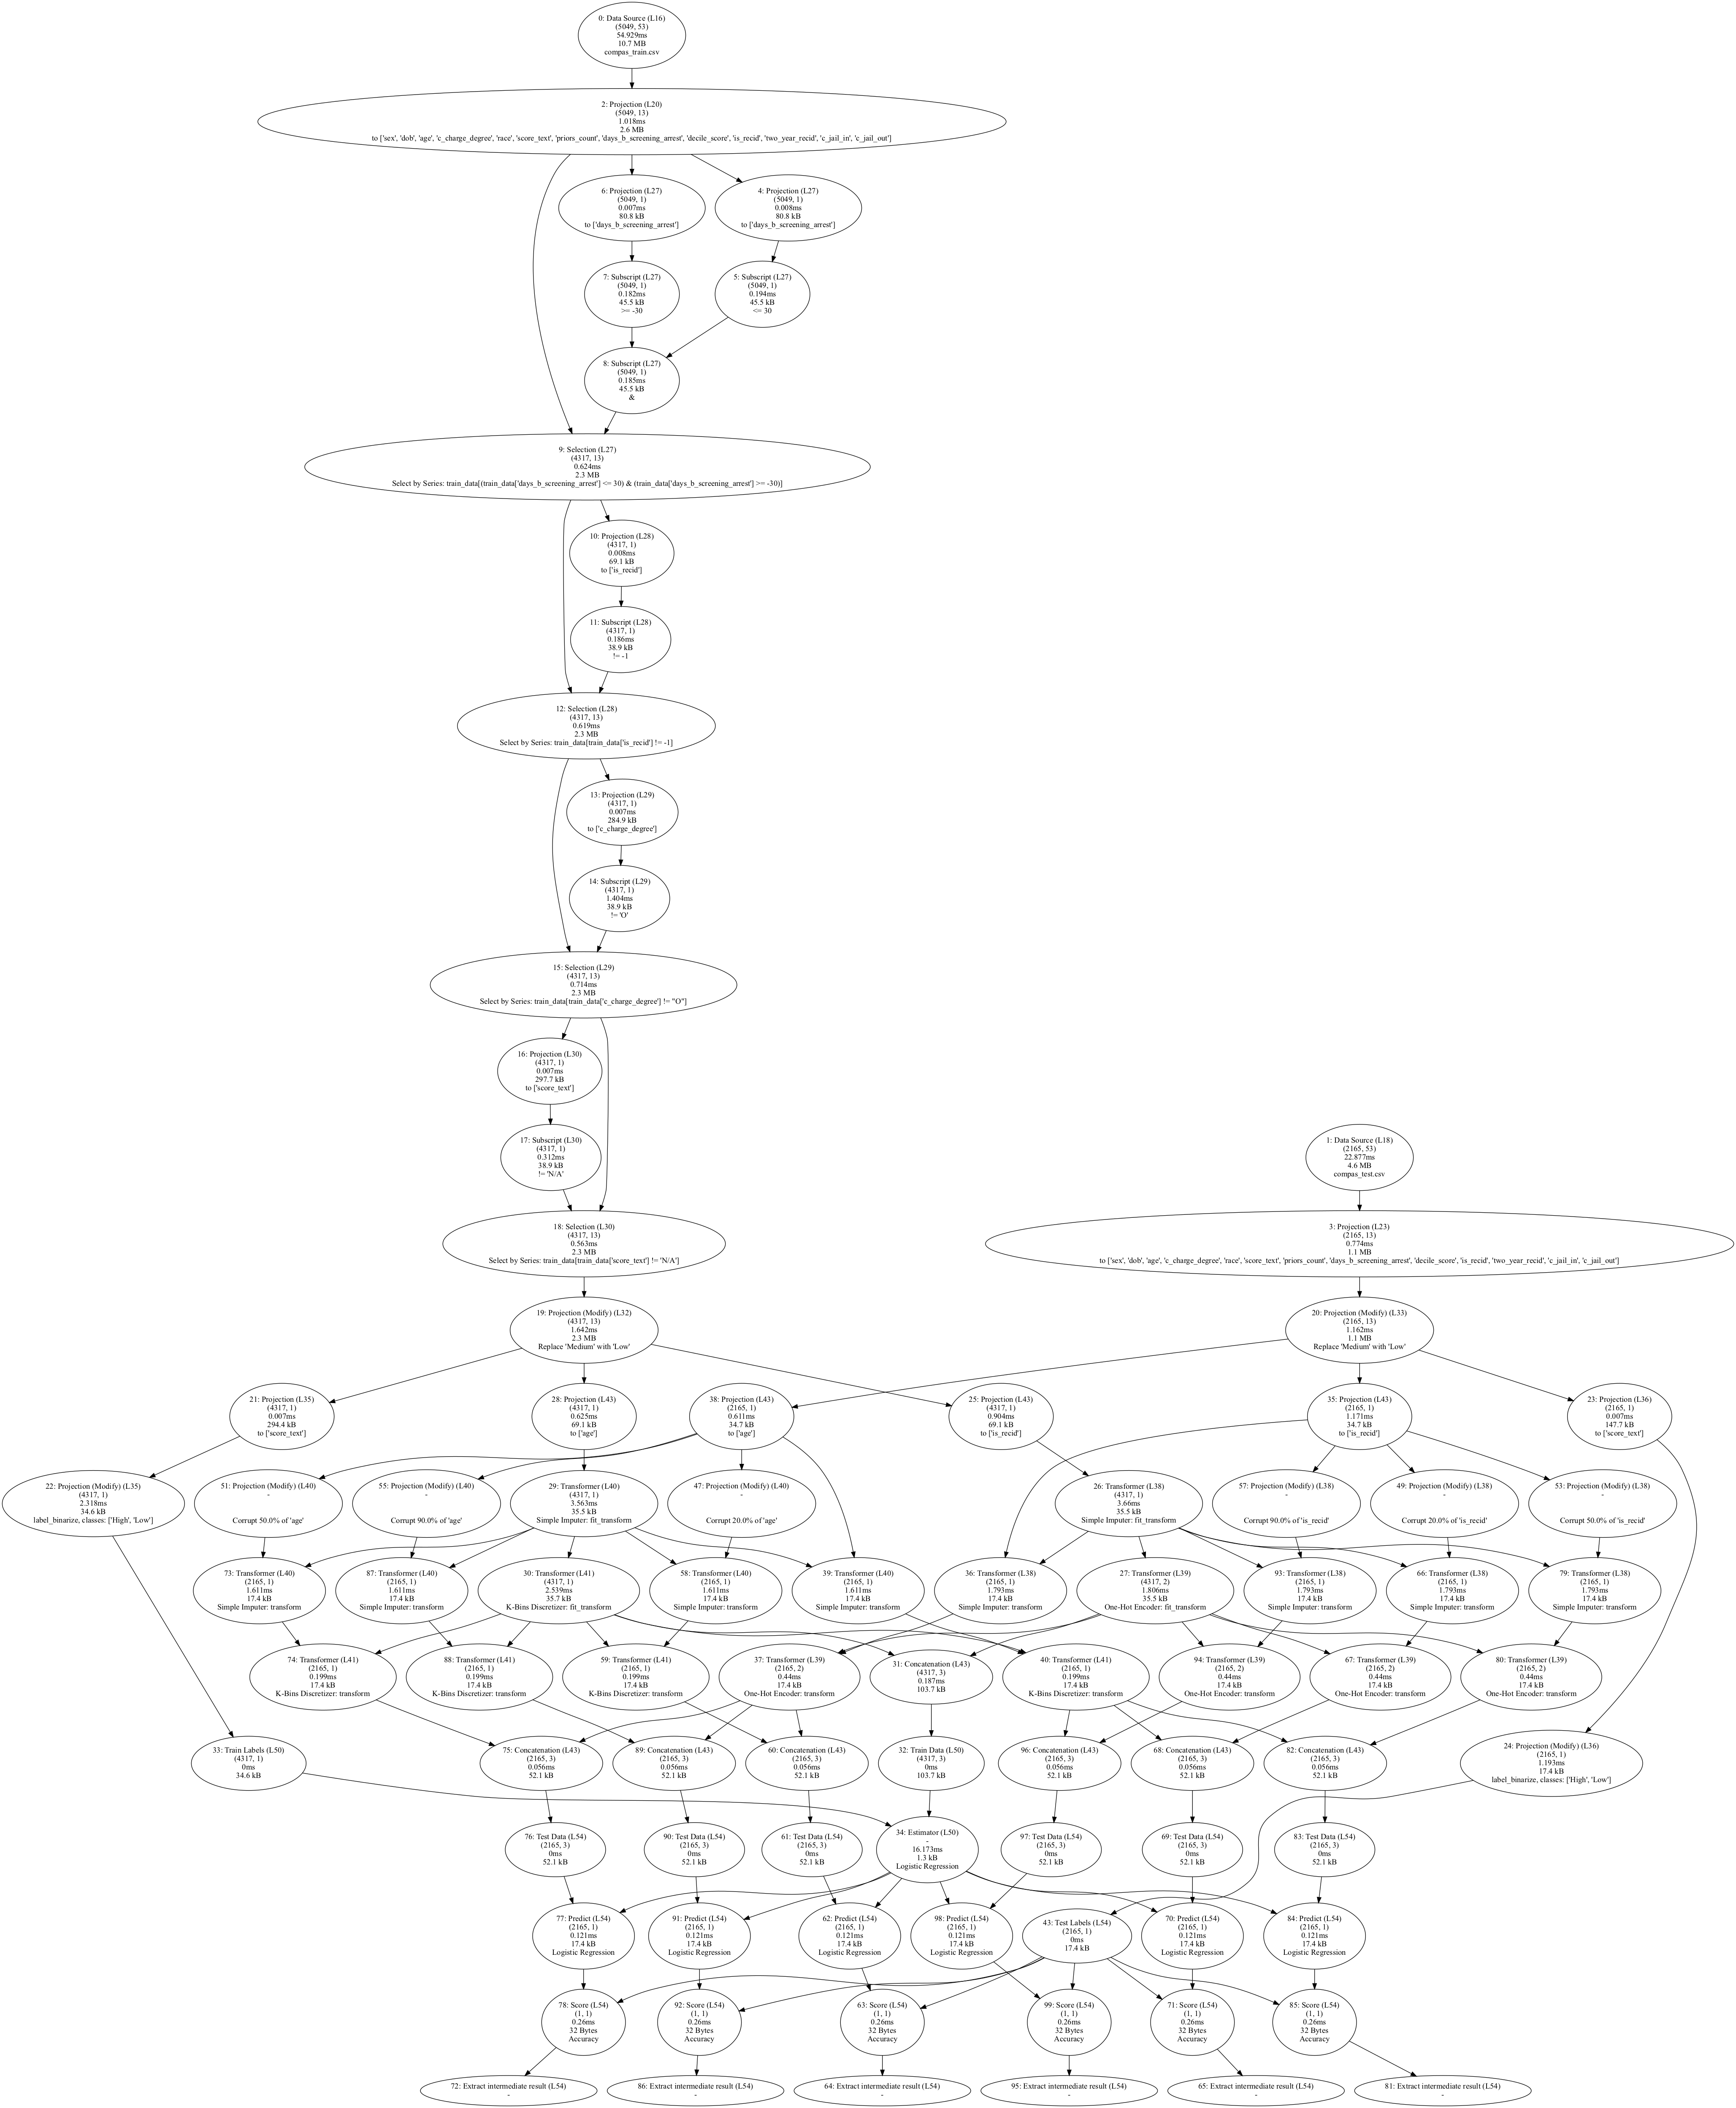 0: Data Source (L16)
(5049, 53)
54.929ms
10.7 MB
compas_train.csv
2: Projection (L20)
(5049, 13)
1.018ms
2.6 MB
to ['sex', 'dob', 'age', 'c_charge_degree', 'race', 'score_text', 'priors_count', 'days_b_screening_arrest', 'decile_score', 'is_recid', 'two_year_recid', 'c_jail_in', 'c_jail_out']
6: Projection (L27)
(5049, 1)
0.007ms
80.8 kB
to ['days_b_screening_arrest']
4: Projection (L27)
(5049, 1)
0.008ms
80.8 kB
to ['days_b_screening_arrest']
7: Subscript (L27)
(5049, 1)
0.182ms
45.5 kB
>= -30
5: Subscript (L27)
(5049, 1)
0.194ms
45.5 kB
<= 30
8: Subscript (L27)
(5049, 1)
0.185ms
45.5 kB
&
9: Selection (L27)
(4317, 13)
0.624ms
2.3 MB
Select by Series: train_data[(train_data['days_b_screening_arrest'] <= 30) & (train_data['days_b_screening_arrest'] >= -30)]
10: Projection (L28)
(4317, 1)
0.008ms
69.1 kB
to ['is_recid']
11: Subscript (L28)
(4317, 1)
0.186ms
38.9 kB
!= -1
12: Selection (L28)
(4317, 13)
0.619ms
2.3 MB
Select by Series: train_data[train_data['is_recid'] != -1]
13: Projection (L29)
(4317, 1)
0.007ms
284.9 kB
to ['c_charge_degree']
14: Subscript (L29)
(4317, 1)
1.404ms
38.9 kB
!= 'O'
15: Selection (L29)
(4317, 13)
0.714ms
2.3 MB
Select by Series: train_data[train_data['c_charge_degree'] != "O"]
16: Projection (L30)
(4317, 1)
0.007ms
297.7 kB
to ['score_text']
17: Subscript (L30)
(4317, 1)
0.312ms
38.9 kB
!= 'N/A'
1: Data Source (L18)
(2165, 53)
22.877ms
4.6 MB
compas_test.csv
18: Selection (L30)
(4317, 13)
0.563ms
2.3 MB
Select by Series: train_data[train_data['score_text'] != 'N/A']
3: Projection (L23)
(2165, 13)
0.774ms
1.1 MB
to ['sex', 'dob', 'age', 'c_charge_degree', 'race', 'score_text', 'priors_count', 'days_b_screening_arrest', 'decile_score', 'is_recid', 'two_year_recid', 'c_jail_in', 'c_jail_out']
19: Projection (Modify) (L32)
(4317, 13)
1.642ms
2.3 MB
Replace 'Medium' with 'Low'
20: Projection (Modify) (L33)
(2165, 13)
1.162ms
1.1 MB
Replace 'Medium' with 'Low'
21: Projection (L35)
(4317, 1)
0.007ms
294.4 kB
to ['score_text']
28: Projection (L43)
(4317, 1)
0.625ms
69.1 kB
to ['age']
38: Projection (L43)
(2165, 1)
0.611ms
34.7 kB
to ['age']
25: Projection (L43)
(4317, 1)
0.904ms
69.1 kB
to ['is_recid']
35: Projection (L43)
(2165, 1)
1.171ms
34.7 kB
to ['is_recid']
23: Projection (L36)
(2165, 1)
0.007ms
147.7 kB
to ['score_text']
22: Projection (Modify) (L35)
(4317, 1)
2.318ms
34.6 kB
label_binarize, classes: ['High', 'Low']
51: Projection (Modify) (L40)
-
Corrupt 50.0% of 'age'
55: Projection (Modify) (L40)
-
Corrupt 90.0% of 'age'
29: Transformer (L40)
(4317, 1)
3.563ms
35.5 kB
Simple Imputer: fit_transform
47: Projection (Modify) (L40)
-
Corrupt 20.0% of 'age'
26: Transformer (L38)
(4317, 1)
3.66ms
35.5 kB
Simple Imputer: fit_transform
57: Projection (Modify) (L38)
-
Corrupt 90.0% of 'is_recid'
49: Projection (Modify) (L38)
-
Corrupt 20.0% of 'is_recid'
53: Projection (Modify) (L38)
-
Corrupt 50.0% of 'is_recid'
73: Transformer (L40)
(2165, 1)
1.611ms
17.4 kB
Simple Imputer: transform
87: Transformer (L40)
(2165, 1)
1.611ms
17.4 kB
Simple Imputer: transform
30: Transformer (L41)
(4317, 1)
2.539ms
35.7 kB
K-Bins Discretizer: fit_transform
58: Transformer (L40)
(2165, 1)
1.611ms
17.4 kB
Simple Imputer: transform
39: Transformer (L40)
(2165, 1)
1.611ms
17.4 kB
Simple Imputer: transform
36: Transformer (L38)
(2165, 1)
1.793ms
17.4 kB
Simple Imputer: transform
27: Transformer (L39)
(4317, 2)
1.806ms
35.5 kB
One-Hot Encoder: fit_transform
93: Transformer (L38)
(2165, 1)
1.793ms
17.4 kB
Simple Imputer: transform
66: Transformer (L38)
(2165, 1)
1.793ms
17.4 kB
Simple Imputer: transform
79: Transformer (L38)
(2165, 1)
1.793ms
17.4 kB
Simple Imputer: transform
74: Transformer (L41)
(2165, 1)
0.199ms
17.4 kB
K-Bins Discretizer: transform
88: Transformer (L41)
(2165, 1)
0.199ms
17.4 kB
K-Bins Discretizer: transform
59: Transformer (L41)
(2165, 1)
0.199ms
17.4 kB
K-Bins Discretizer: transform
37: Transformer (L39)
(2165, 2)
0.44ms
17.4 kB
One-Hot Encoder: transform
31: Concatenation (L43)
(4317, 3)
0.187ms
103.7 kB
40: Transformer (L41)
(2165, 1)
0.199ms
17.4 kB
K-Bins Discretizer: transform
94: Transformer (L39)
(2165, 2)
0.44ms
17.4 kB
One-Hot Encoder: transform
67: Transformer (L39)
(2165, 2)
0.44ms
17.4 kB
One-Hot Encoder: transform
80: Transformer (L39)
(2165, 2)
0.44ms
17.4 kB
One-Hot Encoder: transform
33: Train Labels (L50)
(4317, 1)
0ms
34.6 kB
75: Concatenation (L43)
(2165, 3)
0.056ms
52.1 kB
89: Concatenation (L43)
(2165, 3)
0.056ms
52.1 kB
60: Concatenation (L43)
(2165, 3)
0.056ms
52.1 kB
32: Train Data (L50)
(4317, 3)
0ms
103.7 kB
96: Concatenation (L43)
(2165, 3)
0.056ms
52.1 kB
68: Concatenation (L43)
(2165, 3)
0.056ms
52.1 kB
82: Concatenation (L43)
(2165, 3)
0.056ms
52.1 kB
24: Projection (Modify) (L36)
(2165, 1)
1.193ms
17.4 kB
label_binarize, classes: ['High', 'Low']
76: Test Data (L54)
(2165, 3)
0ms
52.1 kB
90: Test Data (L54)
(2165, 3)
0ms
52.1 kB
61: Test Data (L54)
(2165, 3)
0ms
52.1 kB
34: Estimator (L50)
-
16.173ms
1.3 kB
Logistic Regression
97: Test Data (L54)
(2165, 3)
0ms
52.1 kB
69: Test Data (L54)
(2165, 3)
0ms
52.1 kB
83: Test Data (L54)
(2165, 3)
0ms
52.1 kB
77: Predict (L54)
(2165, 1)
0.121ms
17.4 kB
Logistic Regression
91: Predict (L54)
(2165, 1)
0.121ms
17.4 kB
Logistic Regression
62: Predict (L54)
(2165, 1)
0.121ms
17.4 kB
Logistic Regression
98: Predict (L54)
(2165, 1)
0.121ms
17.4 kB
Logistic Regression
43: Test Labels (L54)
(2165, 1)
0ms
17.4 kB
70: Predict (L54)
(2165, 1)
0.121ms
17.4 kB
Logistic Regression
84: Predict (L54)
(2165, 1)
0.121ms
17.4 kB
Logistic Regression
78: Score (L54)
(1, 1)
0.26ms
32 Bytes
Accuracy
92: Score (L54)
(1, 1)
0.26ms
32 Bytes
Accuracy
63: Score (L54)
(1, 1)
0.26ms
32 Bytes
Accuracy
99: Score (L54)
(1, 1)
0.26ms
32 Bytes
Accuracy
71: Score (L54)
(1, 1)
0.26ms
32 Bytes
Accuracy
85: Score (L54)
(1, 1)
0.26ms
32 Bytes
Accuracy
72: Extract intermediate result (L54)
-
86: Extract intermediate result (L54)
-
64: Extract intermediate result (L54)
-
95: Extract intermediate result (L54)
-
65: Extract intermediate result (L54)
-
81: Extract intermediate result (L54)
-